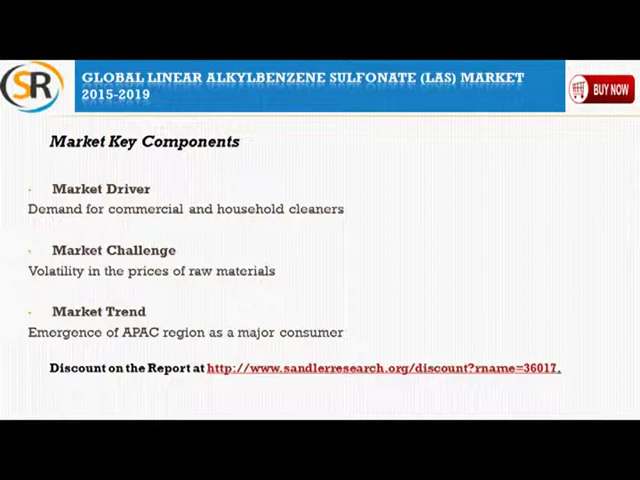 SR
GLOBAL LINEAR ALKYLBENZENE SULFONATE (LAS) MARKET
2015-2019
BUY NOW
Market Key Components
Market Driver
Demand for commercial and household cleaners
Market Challenge
Volatility in the prices of raw materials
Market Trend
Emergence of APAC region as a major consumer
Discount on the Report at http://www.sandlerresearch.org/discount?rname=36017.